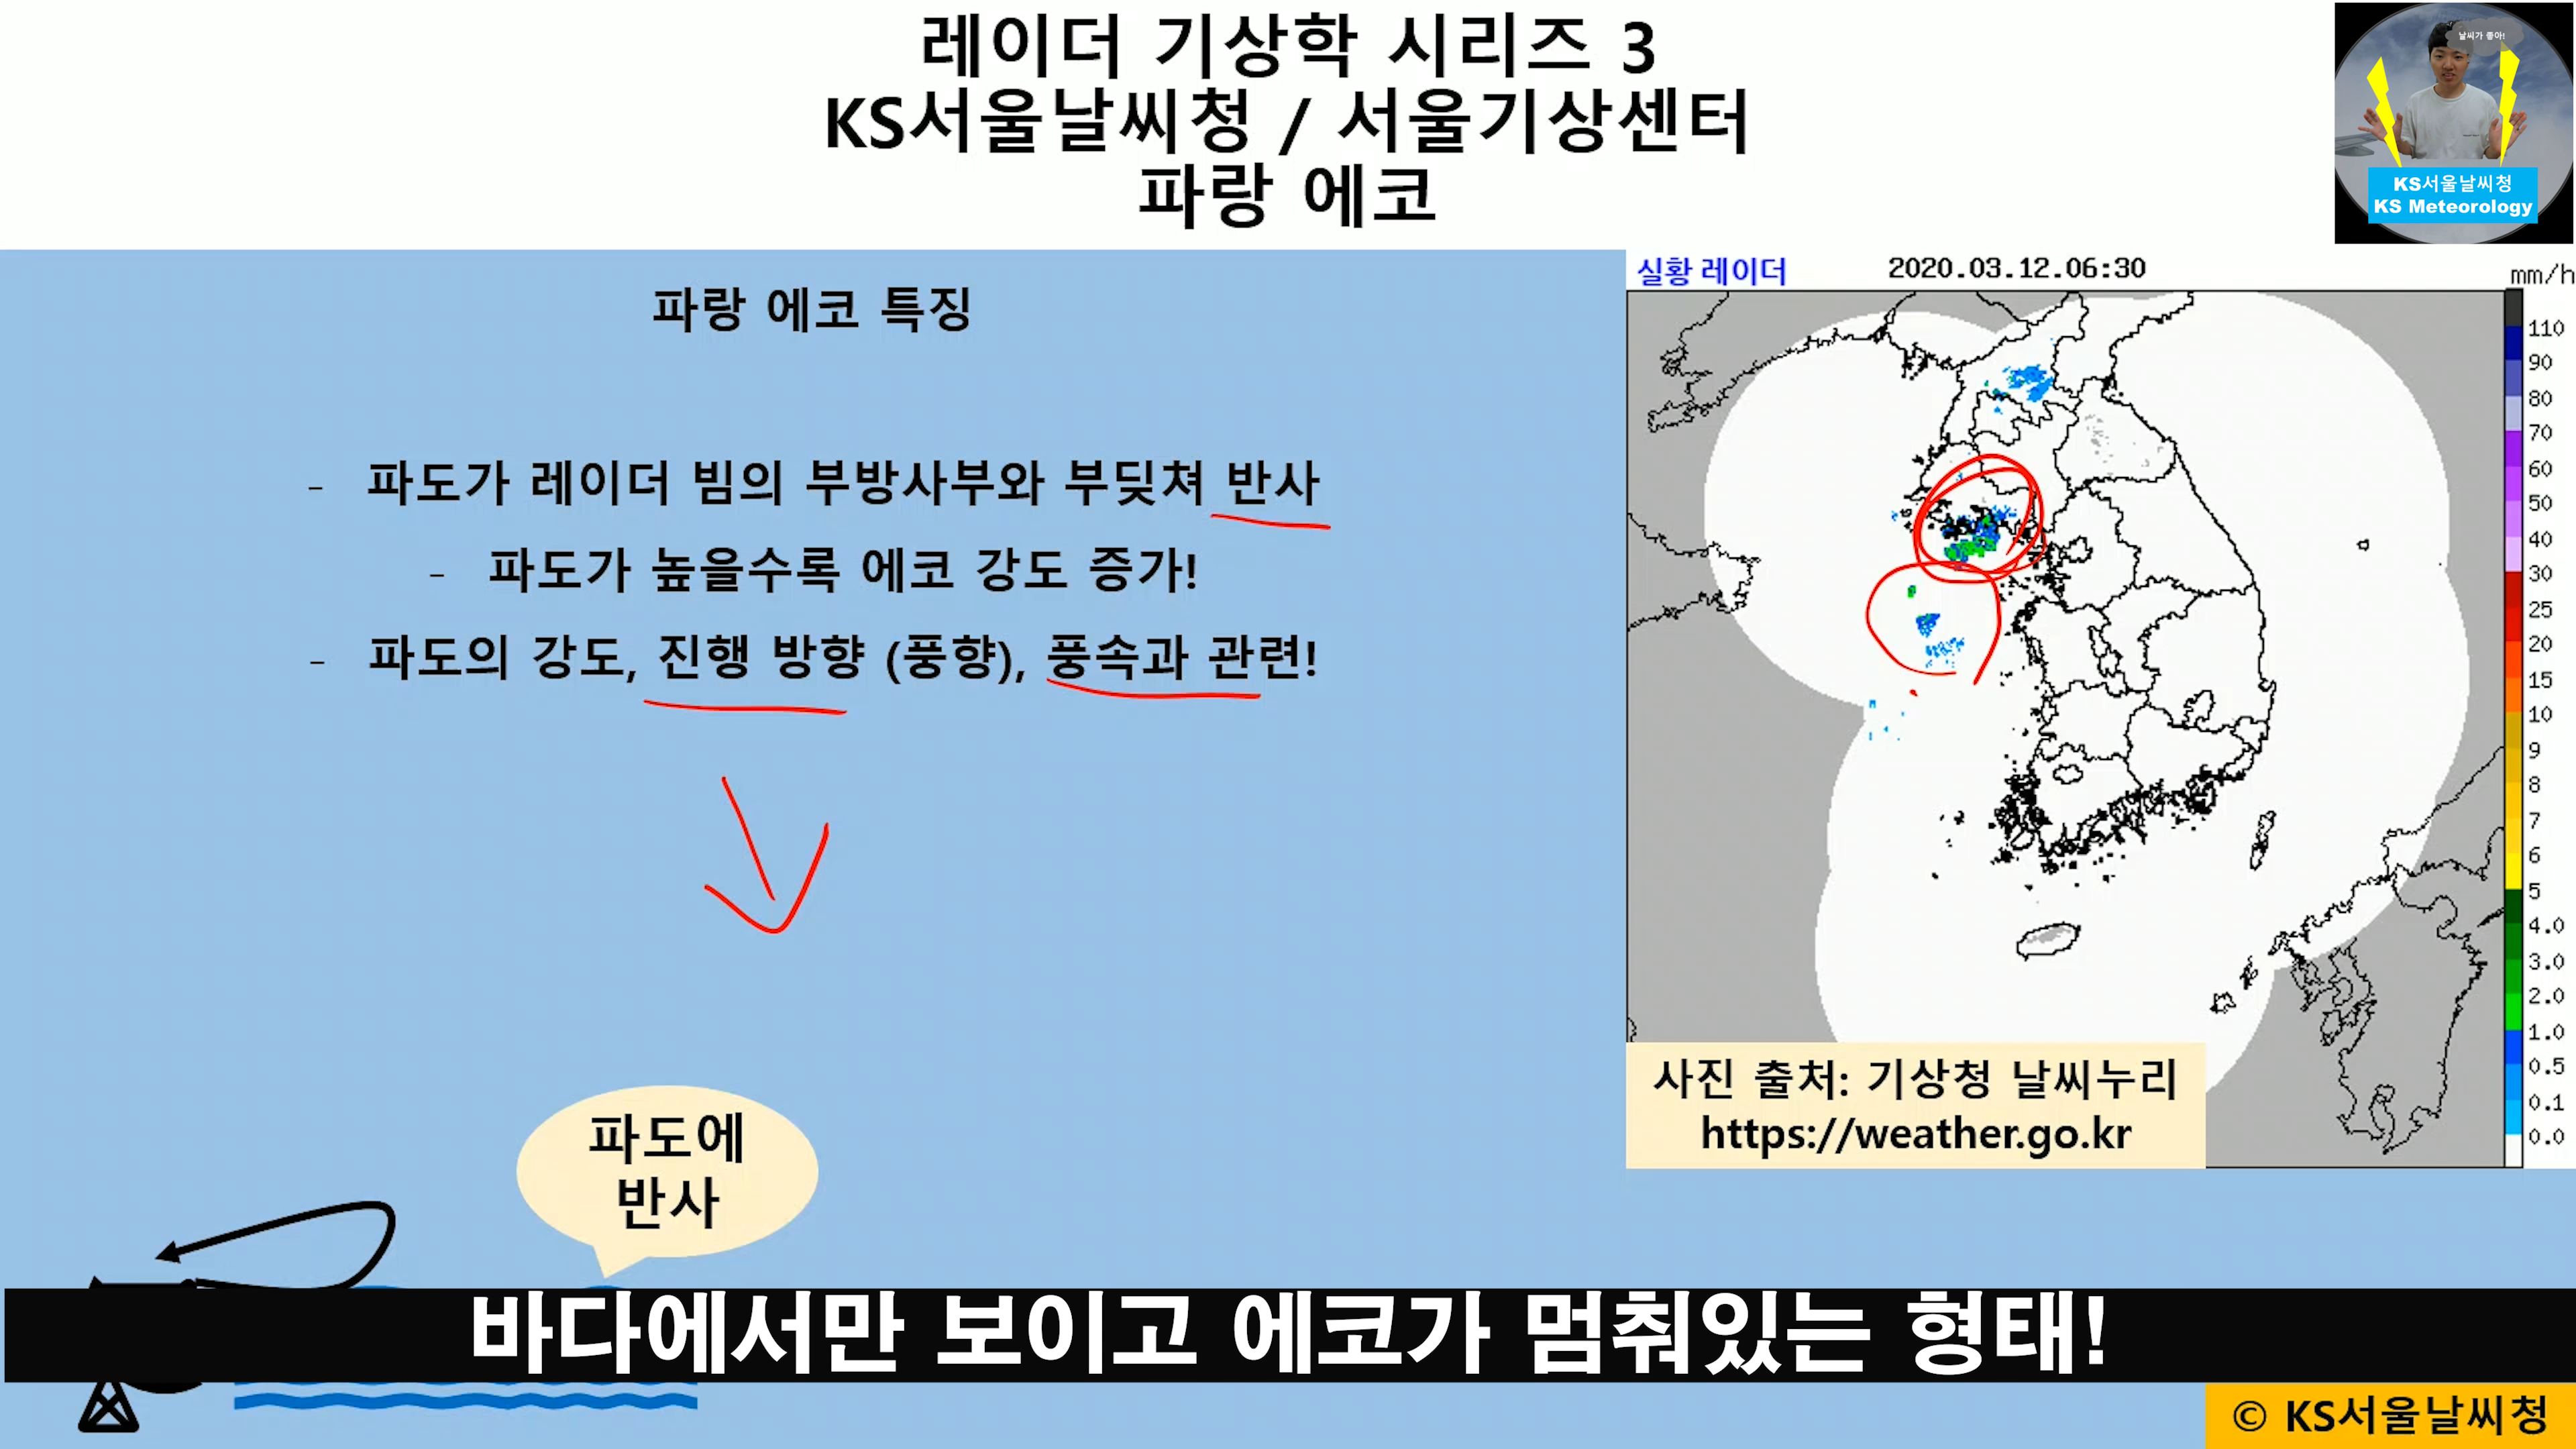 레이더 기상학 시리즈 3
KS서울날씨청 / 서울기상센터
파랑 에코
날씨가 좋아!
KS서울날씨청
KS Meteorology
파랑 에코 특징
- 파도가 레이더 빔의 부방사부와 부딪쳐 반사
- 파도가 높을수록 에코 강도 증가!
- 파도의 강도, 진행 방향 (풍향), 풍속과 관련!
실황 레이더
2020.03.12.06:30
mm/h
110
90
80
70
60
50
40
30
25
20
15
10
9
8
7
6
5
4.0
3.0
2.0
1.0
0.5
0.1
0.0
사진 출처: 기상청 날씨누리
https://weather.go.kr
파도에
반사
바다에서만 보이고 에코가 멈춰있는 형태!
© KS서울날씨청